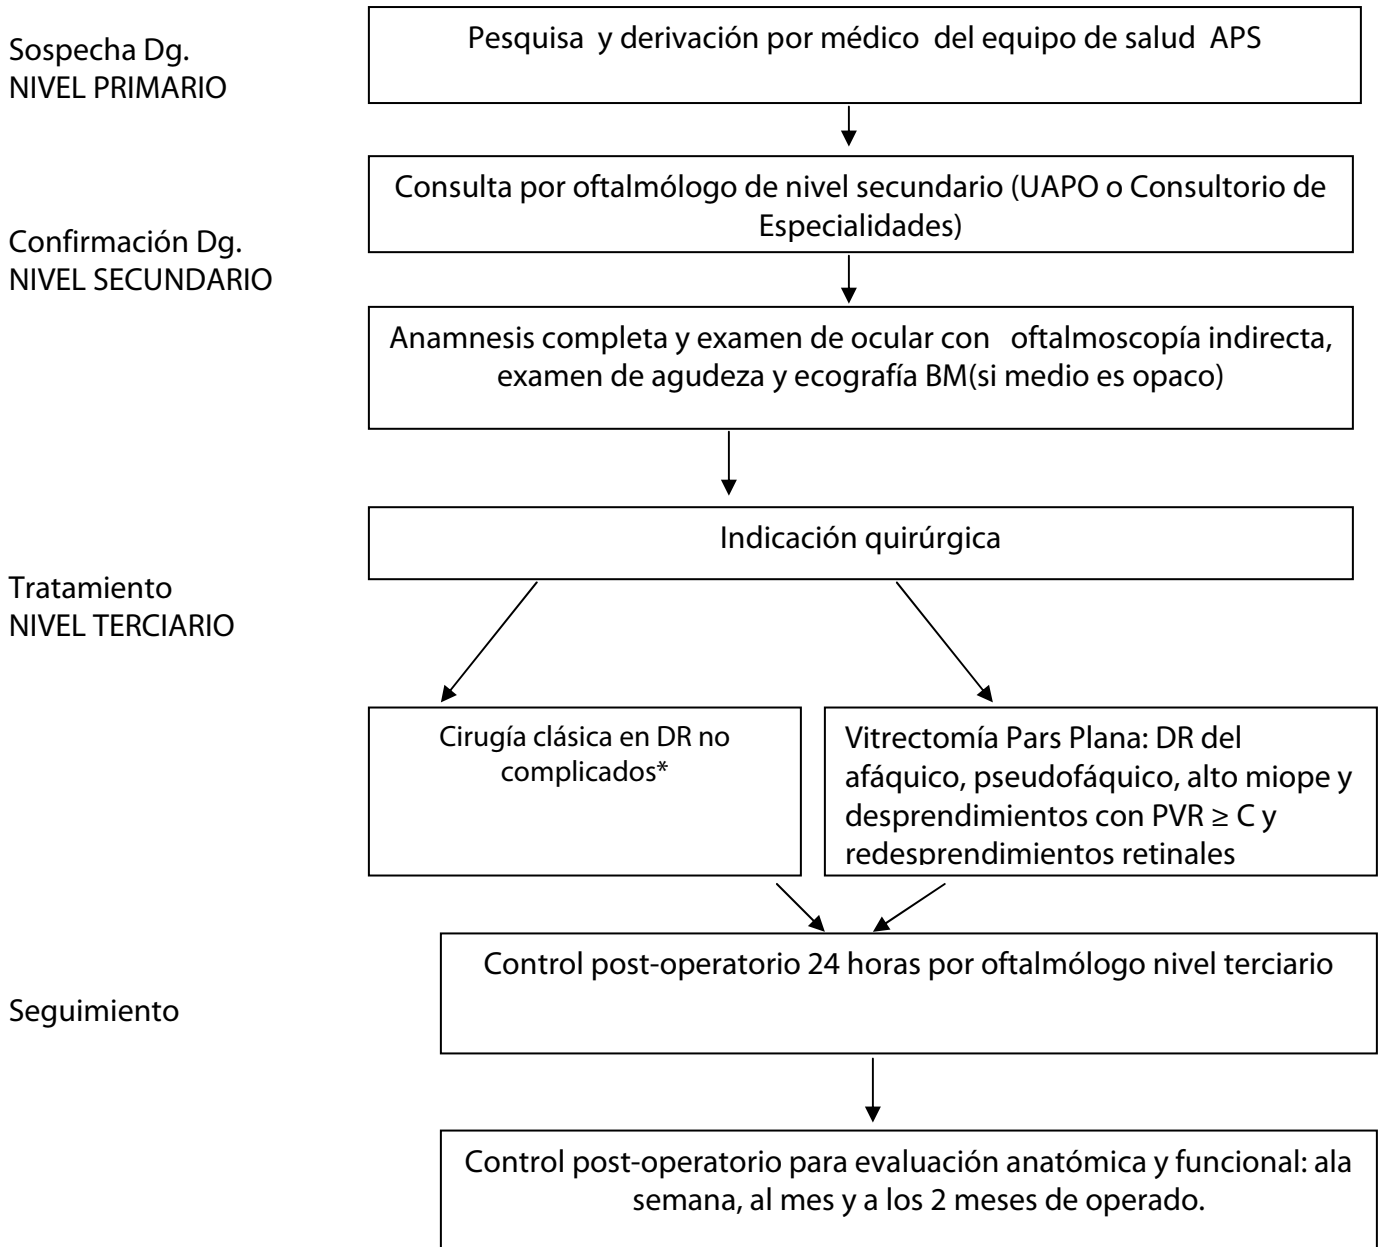 Sospecha Dg.
NIVEL PRIMARIO
Pesquisa y derivación por médico del equipo de salud APS
Consulta por oftalmólogo de nivel secundario (UAPO o Consultorio de
Especialidades)
Confirmación Dg.
NIVEL SECUNDARIO
Anamnesis completa y examen de ocular con oftalmoscopía indirecta,
examen de agudeza y ecografía BM(si medio es opaco)
Indicación quirúrgica
Tratamiento
NIVEL TERCIARIO
Cirugía clásica en DR no
complicados*
Vitrectomía Pars Plana: DR del
afáquico, pseudofáquico, alto miope y
desprendimientos con PVR ≥ C y
redesprendimientos retinales
Control post-operatorio 24 horas por oftalmólogo nivel terciario
Seguimiento
Control post-operatorio para evaluación anatómica y funcional: ala
semana, al mes y a los 2 meses de operado.